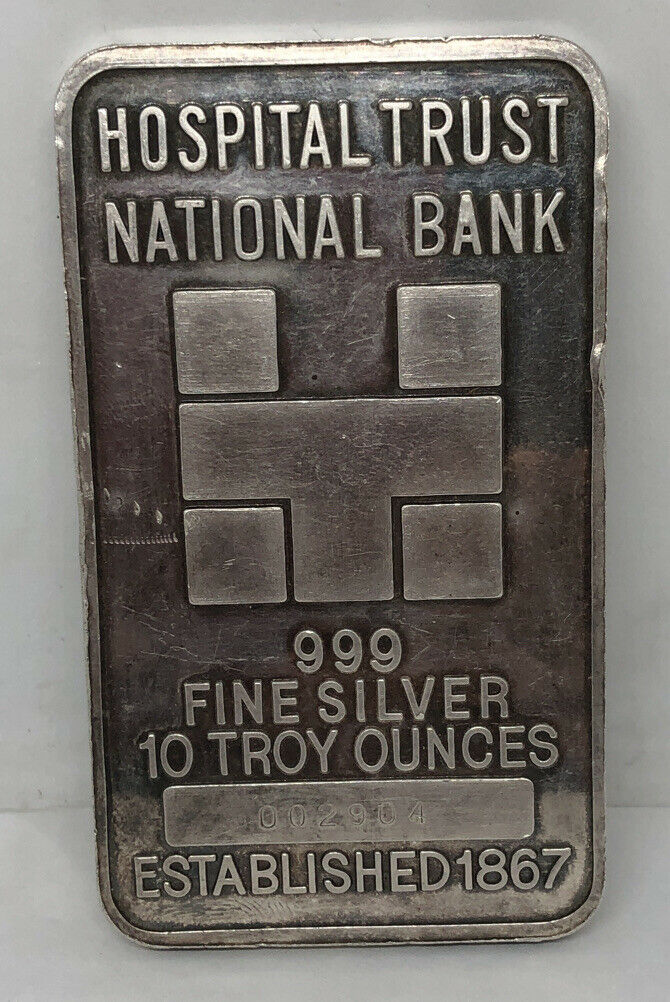 HOSPITAL TRUST
NATIONAL BANK
999
FINE SILVER
10 TROY OUNCES
002904
ESTABLISHED 1867